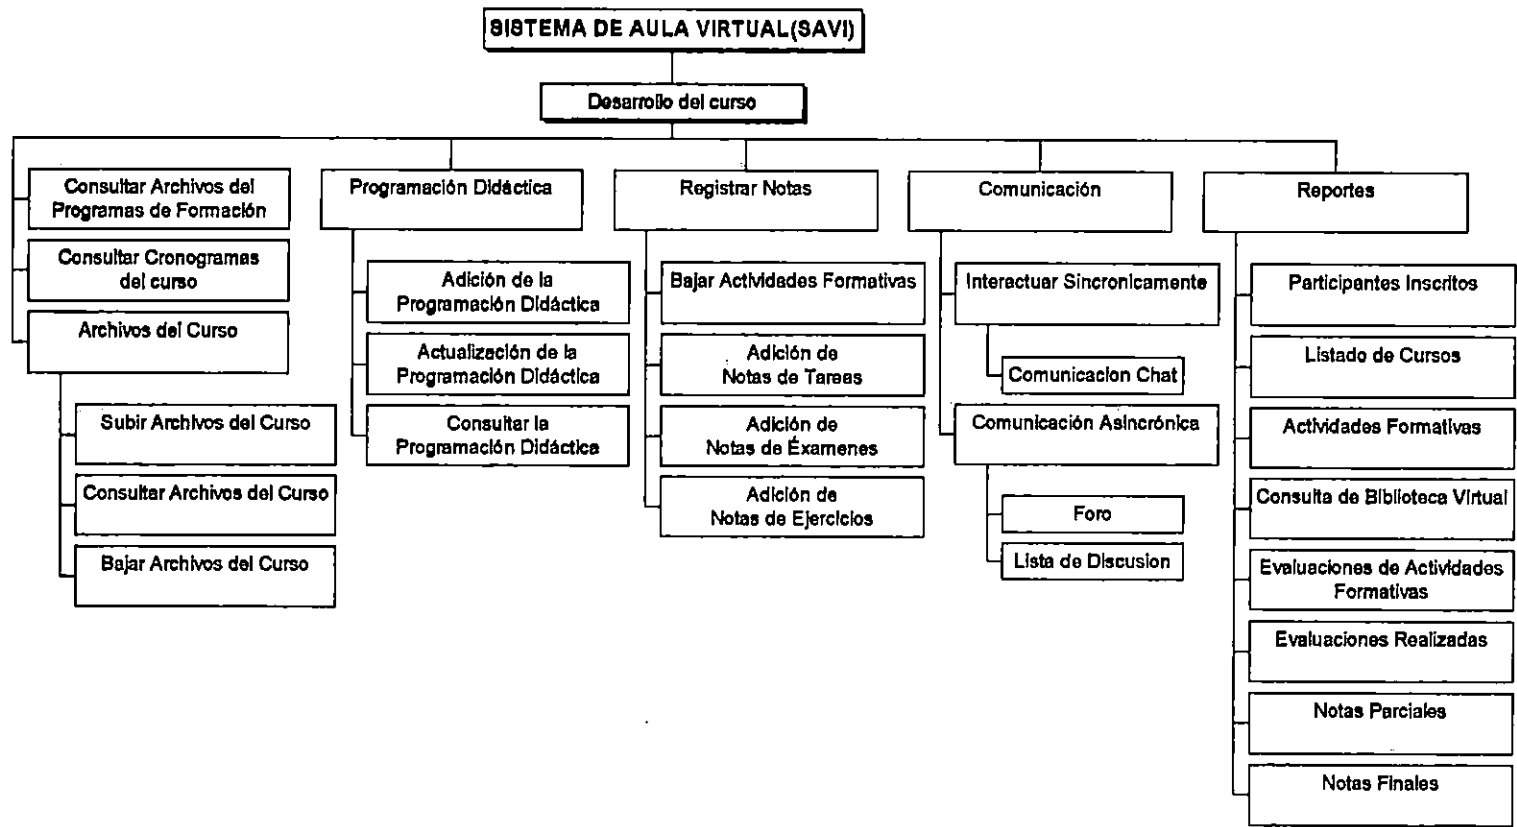 SISTEMA DE AULA VIRTUAL(SAVI)
Desarrollo del curso
Consultar Archivos del
Programas de Formación
Consultar Cronogramas
del curso
Archivos del Curso
Subir Archivos del Curso
Consultar Archivos del Curso
Bajar Archivos del Curso
Programación Didáctica
Adición de la
Programación Didáctica
Actualización de la
Programación Didáctica
Consultar la
Programación Didáctica
Registrar Notas
Bajar Actividades Formativas
Adición de
Notas de Tareas
Adición de
Notas de Éxamenes
Adición de
Notas de Ejercicios
Comunicación
Interactuar Sincronicamente
Comunicacion Chat
Comunicación Asincrónica
Foro
Lista de Discusion
Reportes
Participantes Inscritos
Listado de Cursos
Actividades Formativas
Consulta de Biblioteca Virtual
Evaluaciones de Actividades
Formativas
Evaluaciones Realizadas
Notas Parciales
Notas Finales